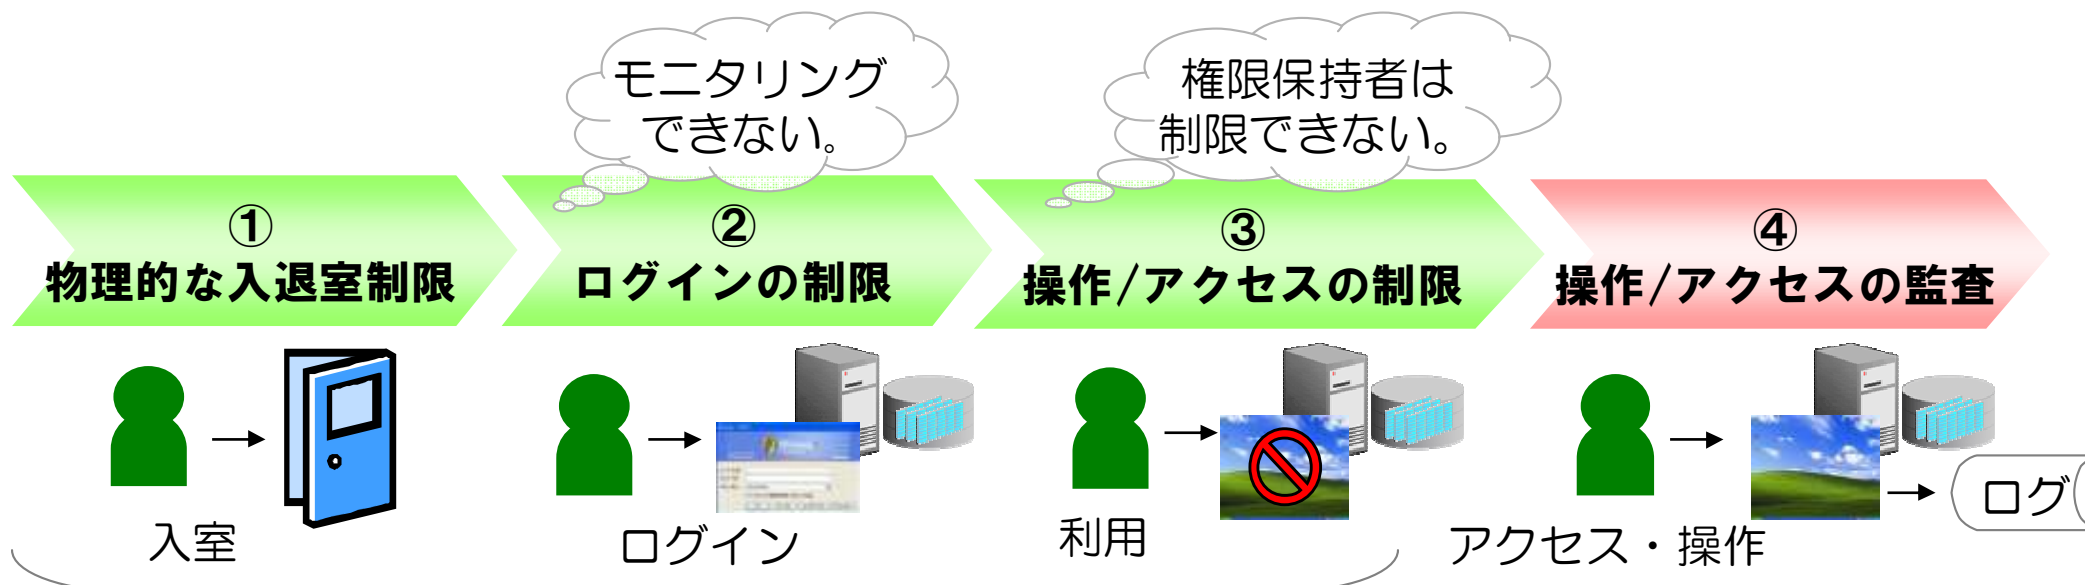 モニタリング
できない。
権限保持者は
制限できない。
①
物理的な入退室制限
②
ログインの制限
③
操作/アクセスの制限
④
操作/アクセスの監査
入室
ログイン
利用
アクセス・操作
ログ